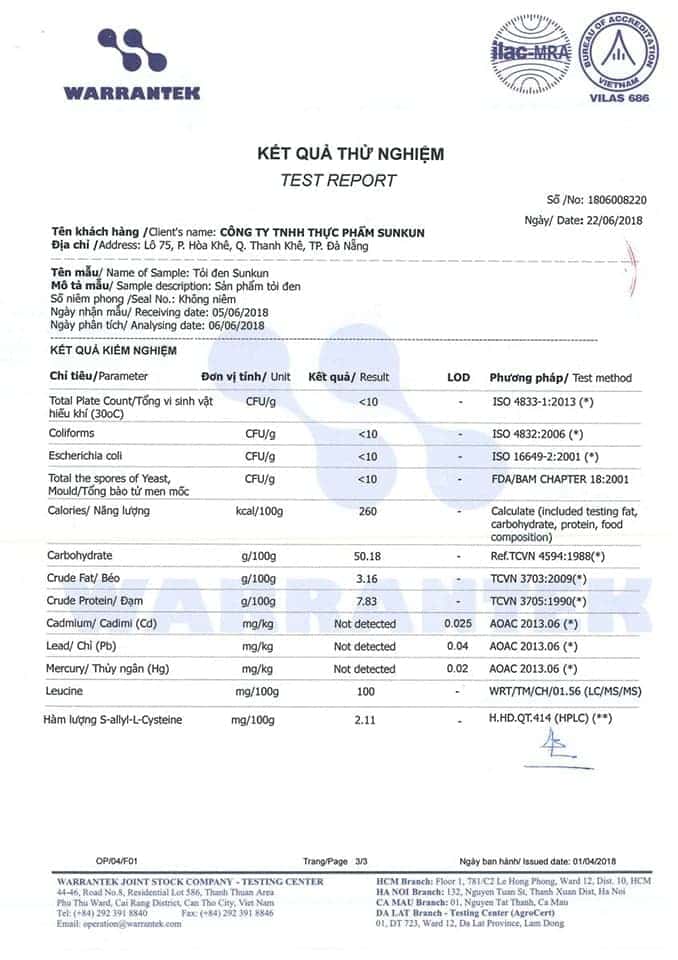 WARRANTEK
ilac-MRA
BUREAU OF ACCREDITATION
VIETNAM
VILAS 686
KẾT QUẢ THỬ NGHIỆM
TEST REPORT
Số /No: 1806008220
Ngày/ Date: 22/06/2018
Tên khách hàng /Client's name: CÔNG TY TNHH THỰC PHẨM SUNKUN
Địa chỉ /Address: Lô 75, P. Hòa Khê, Q. Thanh Khê, TP. Đà Nẵng
Tên mẫu/ Name of Sample: Tỏi đen Sunkun
Mô tả mẫu/ Sample description: Sản phẩm tỏi đen
Số niêm phong /Seal No.: Không niêm
Ngày nhận mẫu/ Receiving date: 05/06/2018
Ngày phân tích/ Analysing date: 06/06/2018
KẾT QUẢ KIỂM NGHIỆM
Chỉ tiêu/Parameter Đơn vị tính/ Unit Kết quả/ Result LOD Phương pháp/ Test method
Total Plate Count/Tổng vi sinh vật CFU/g <10 - ISO 4833-1:2013 (*)
hiếu khí (30oC)
Coliforms CFU/g <10 - ISO 4832:2006 (*)
Escherichia coli CFU/g <10 - ISO 16649-2:2001 (*)
Total the spores of Yeast, CFU/g <10 - FDA/BAM CHAPTER 18:2001
Mould/Tổng bào tử men mốc
Calories/ Năng lượng kcal/100g 260 - Calculate (included testing fat,
carbohydrate, protein, food
composition)
Carbohydrate g/100g 50.18 - Ref.TCVN 4594:1988(*)
Crude Fat/ Béo g/100g 3.16 - TCVN 3703:2009(*)
Crude Protein/ Đạm g/100g 7.83 - TCVN 3705:1990(*)
Cadmium/ Cadimi (Cd) mg/kg Not detected 0.025 AOAC 2013.06 (*)
Lead/ Chì (Pb) mg/kg Not detected 0.04 AOAC 2013.06 (*)
Mercury/ Thủy ngân (Hg) mg/kg Not detected 0.02 AOAC 2013.06 (*)
Leucine mg/100g 100 - WRT/TM/CH/01.56 (LC/MS/MS)
Hàm lượng S-allyl-L-Cysteine mg/100g 2.11 - H.HD.QT.414 (HPLC) (**)
WARRANTEK
OP/04/F01 Trang/Page 3/3 Ngày ban hành/ Issued date: 01/04/2018
WARRANTEK JOINT STOCK COMPANY - TESTING CENTER
44-46, Road No.8, Residential Lot 586, Thanh Thuan Area
Phu Thu Ward, Cai Rang District, Can Tho City, Viet Nam
Tel: (+84) 292 391 8840 Fax: (+84) 292 391 8846
Email: operation@warrantek.com
HCM Branch: Floor 1, 781/C2 Le Hong Phong, Ward 12, Dist. 10, HCM
HA NOI Branch: 132, Nguyen Tuan St, Thanh Xuan Dist, Ha Noi
CA MAU Branch: 01, Nguyen Tat Thanh, Ca Mau
DA LAT Branch - Testing Center (AgroCert)
01, DT 723, Ward 12, Da Lat Province, Lam Dong